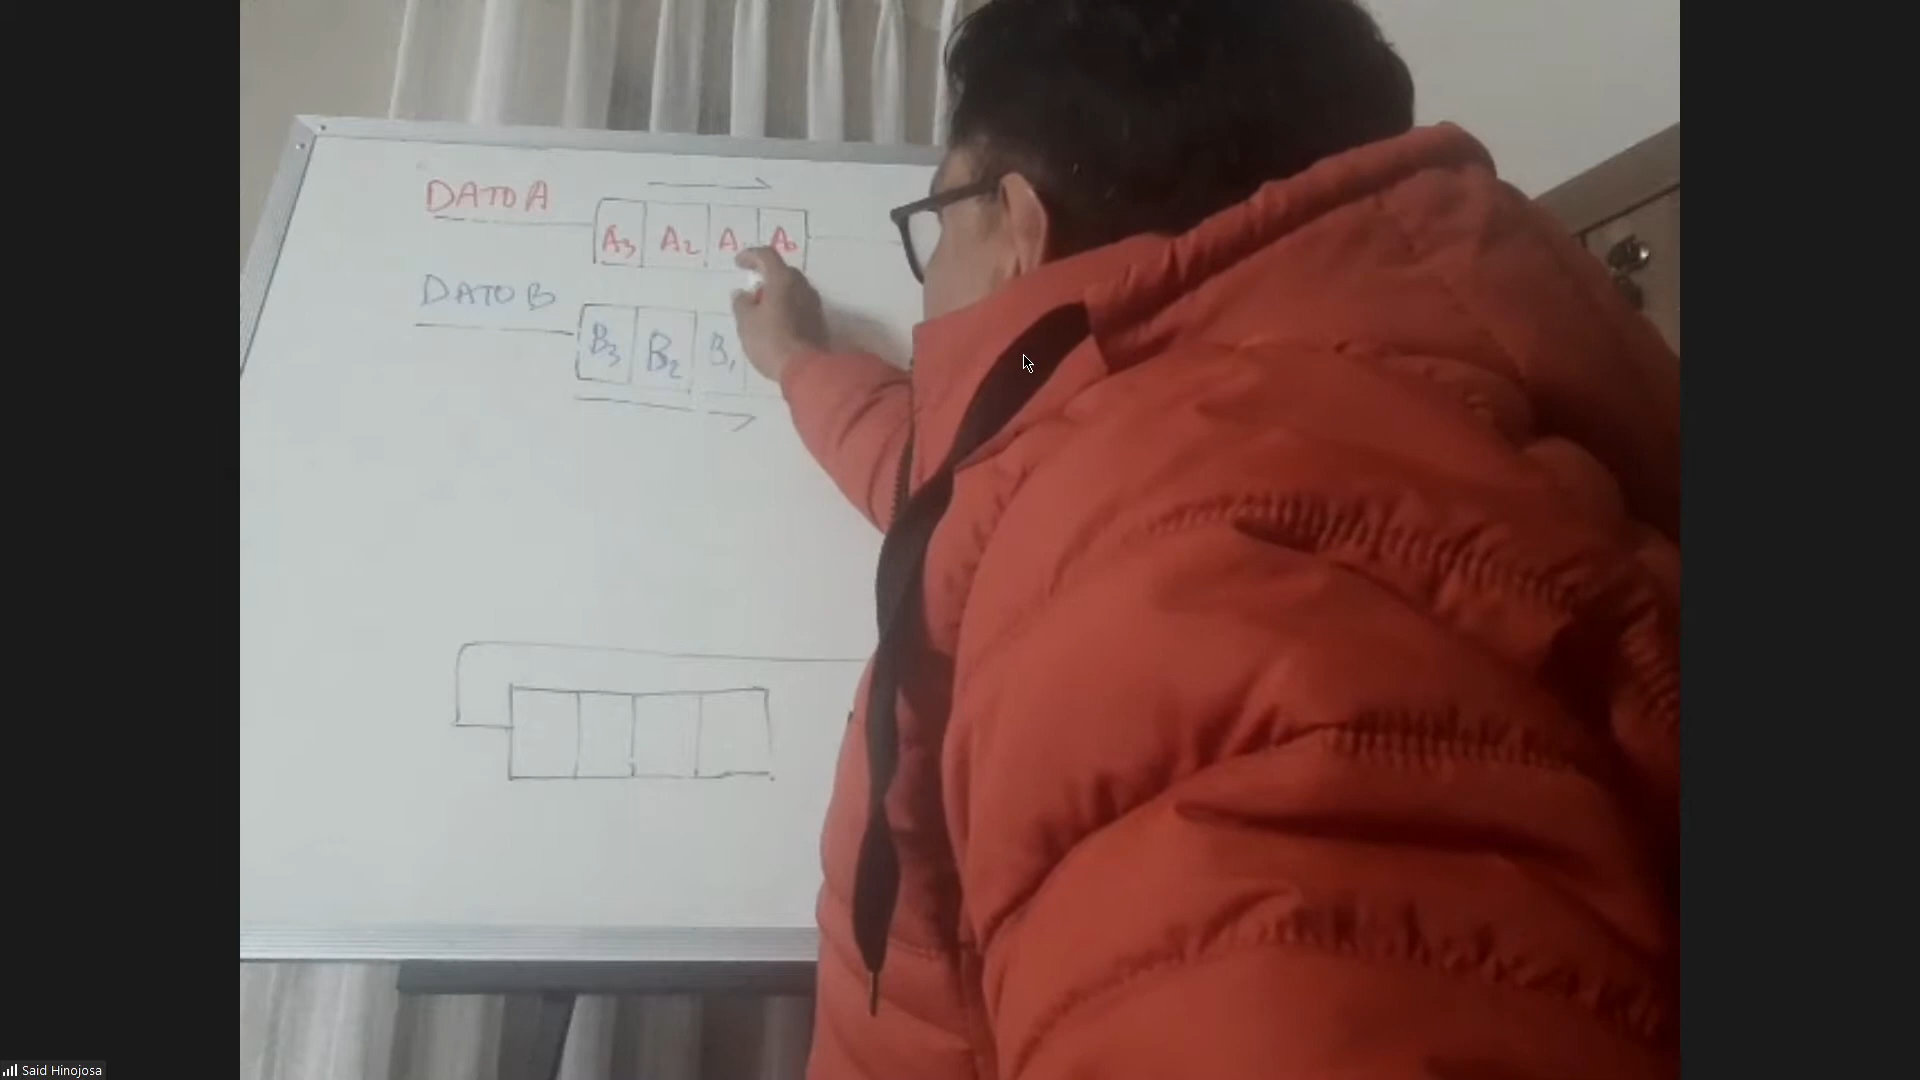 DATO A
A3 A2 A1 A0
DATO B
B3 B2 B1
Said Hinojosa